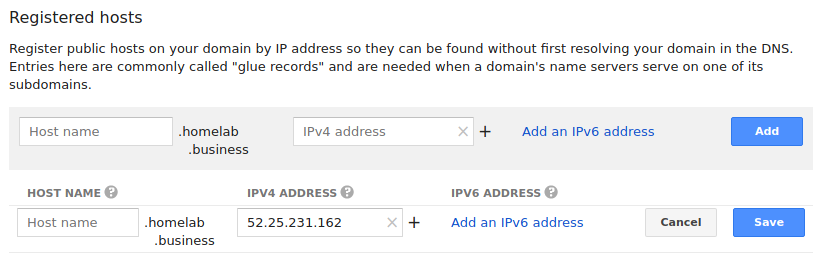 Registered hosts
Register public hosts on your domain by IP address so they can be found without first resolving your domain in the DNS.
Entries here are commonly called "glue records" and are needed when a domain's name servers serve on one of its
subdomains.
Host name .homelab IPv4 address × + Add an IPv6 address Add
.business
HOST NAME ? IPV4 ADDRESS ? IPV6 ADDRESS ?
Host name .homelab 52.25.231.162 × + Add an IPv6 address Cancel Save
.business